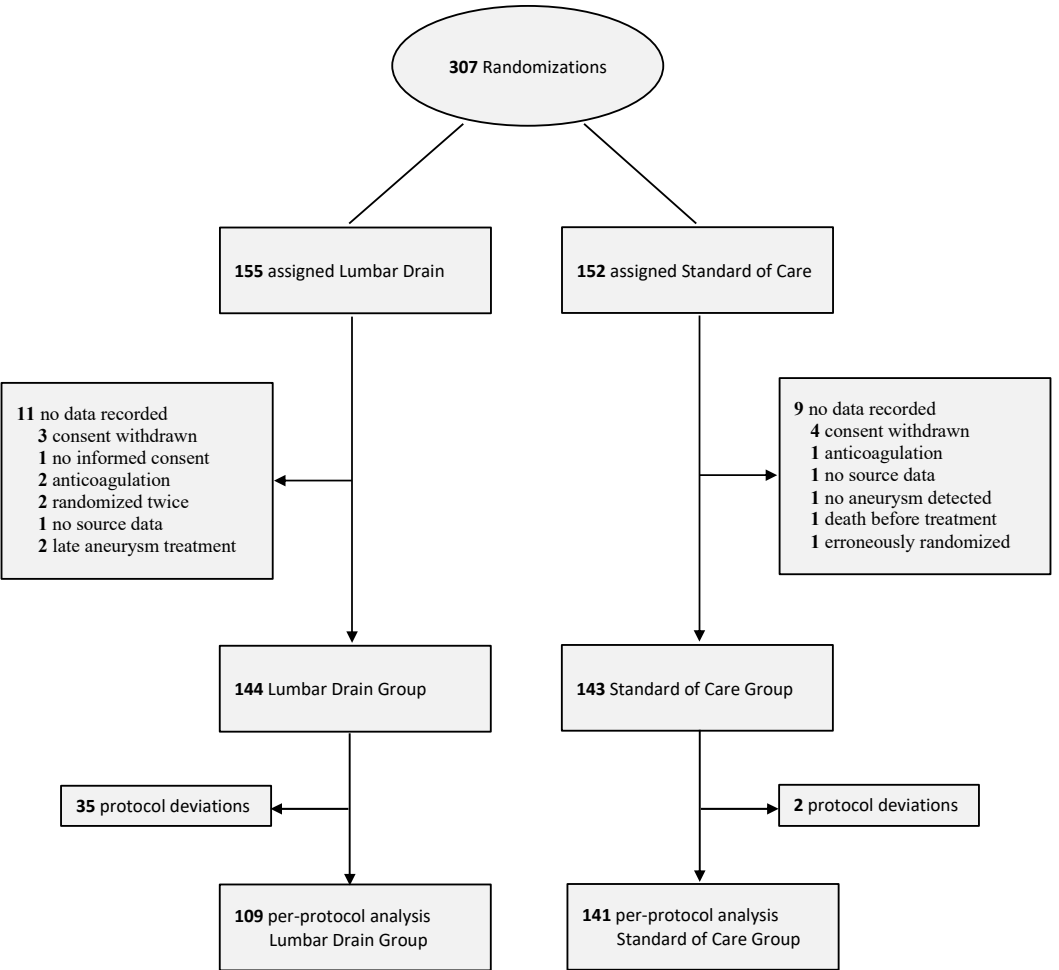 307 Randomizations
155 assigned Lumbar Drain
152 assigned Standard of Care
11 no data recorded
3 consent withdrawn
1 no informed consent
2 anticoagulation
2 randomized twice
1 no source data
2 late aneurysm treatment
9 no data recorded
4 consent withdrawn
1 anticoagulation
1 no source data
1 no aneurysm detected
1 death before treatment
1 erroneously randomized
144 Lumbar Drain Group
143 Standard of Care Group
35 protocol deviations
2 protocol deviations
109 per-protocol analysis
Lumbar Drain Group
141 per-protocol analysis
Standard of Care Group